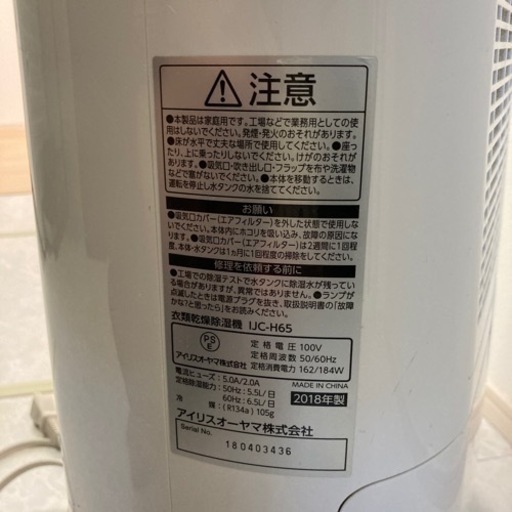 注意
●本製品は家庭用です。工場などで業務用としての使
用はしないでください。発煙・発火のおそれがあります。
●床が水平で丈夫な場所で使用してください。●座っ
たり、上に乗ったりしないでください。けがのおそれが
あります。●吸気口・吹き出し口・フラップを布や洗濯物
などで塞がないでください。●本体を移動するときは、
運転を停止し水タンクの水を捨ててください。
お願い
●吸気口カバー(エアフィルター)を外した状態で使用し
ないでください。本体内にホコリを吸い込み、故障の原因にな
ります。●吸気口カバー(エアフィルター)は2週間に1回程
度、本体・水タンクは1ヵ月に1回程度の掃除をしてください。
修理を依頼する前に
●工場での除湿テストで水タンクに除湿水が残ってい
る場合がありますが、異常ではありません。●ランプが
点滅したときは電源プラグを抜き、取扱説明書の「故障
かな?と思ったら」をお読みください。
衣類乾燥除湿機 IJC-H65
PS
E
アイリスオーヤマ株式会社
定格電圧:100V
定格周波数:50/60Hz
定格消費電力:162/184W
電流ヒューズ:5.0A/2.0A
定格除湿能力:50Hz:5.5L/日
60Hz:6.5L/日
冷媒:(R134a)105g
MADE IN CHINA
2018年製
アイリスオーヤマ株式会社
Serial No.
180403436